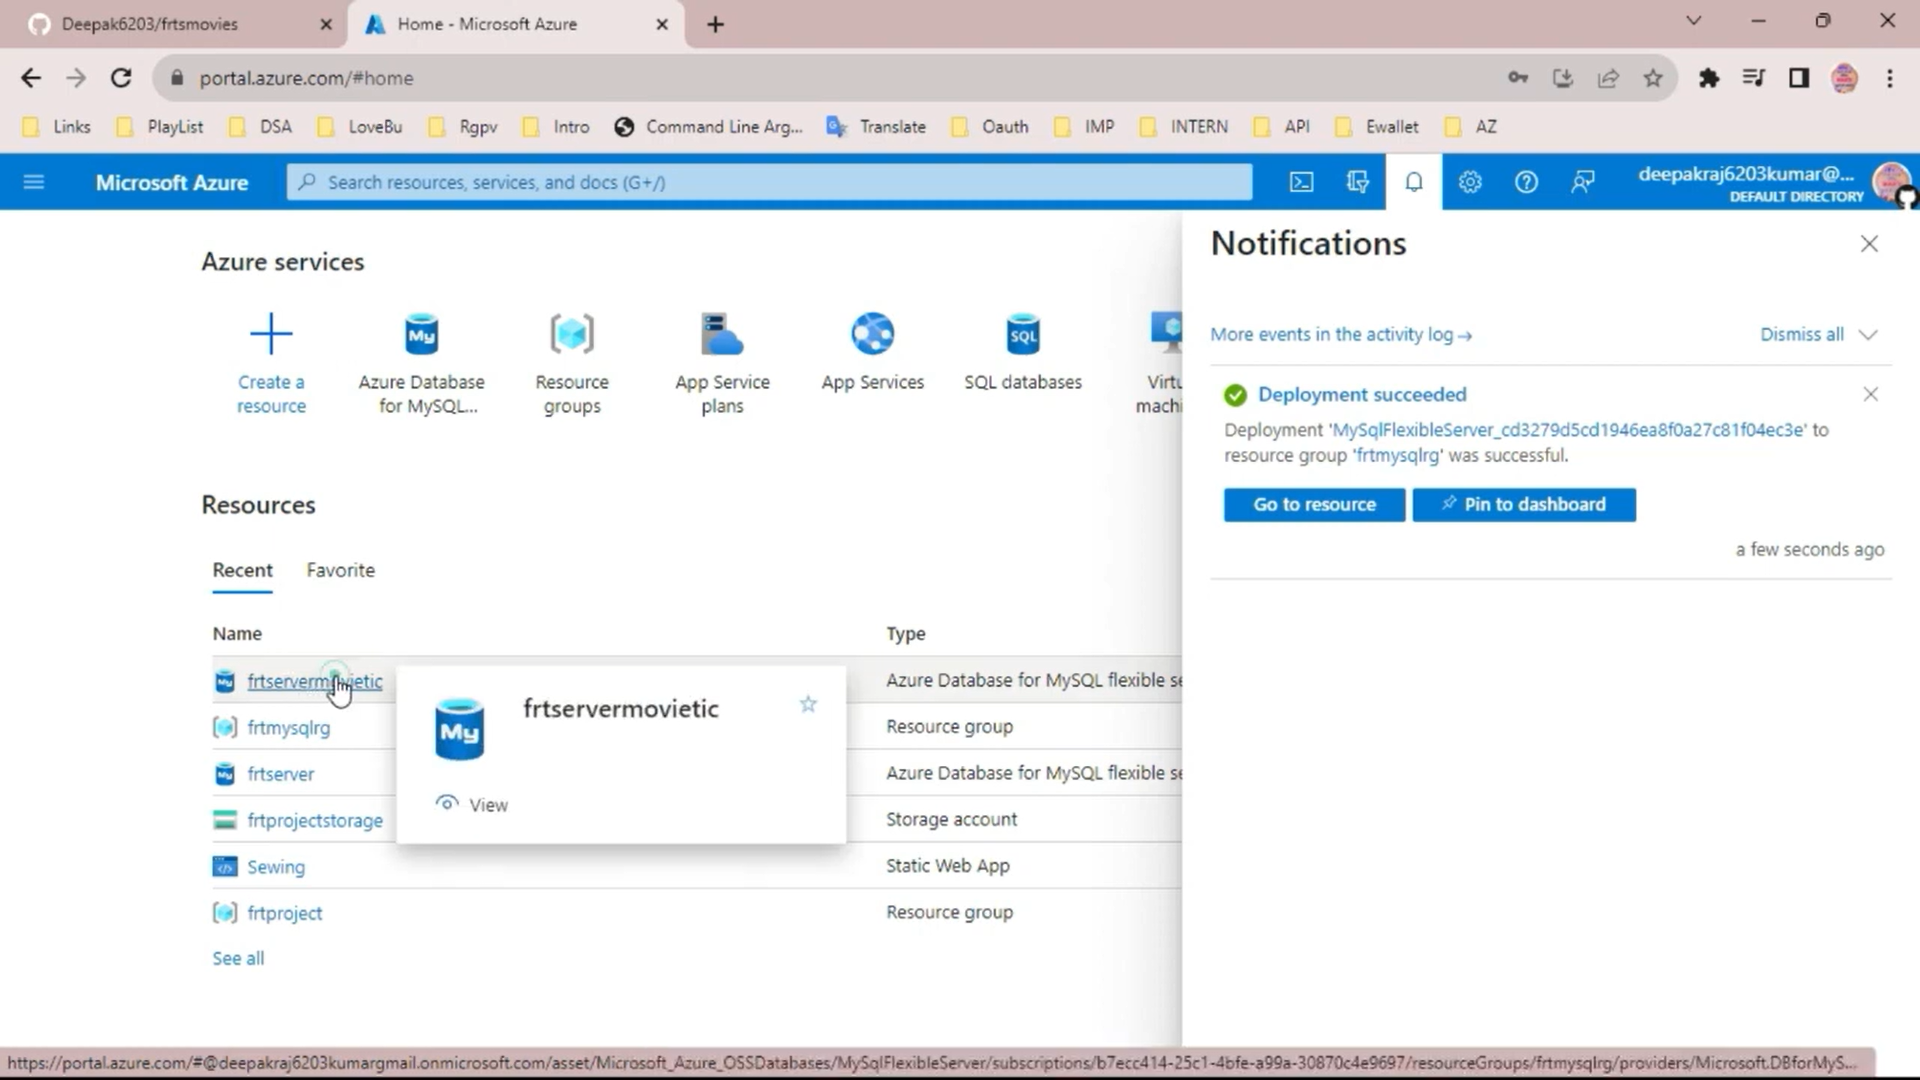 Deepak6203/frtsmovies
Home - Microsoft Azure
portal.azure.com/#home
Links
PlayList
DSA
LoveBu
Rgpv
Intro
Command Line Arg...
Translate
Oauth
IMP
INTERN
API
Ewallet
AZ
Microsoft Azure
Search resources, services, and docs (G+/)
deepakraj6203kumar@...
DEFAULT DIRECTORY
Azure services
Create a
resource
Azure Database
for MySQL...
Resource
groups
App Service
plans
App Services
SQL databases
Virtu
machi
Resources
Recent
Favorite
Name
Type
frtservermovietic
Azure Database for MySQL flexible se
frtmysqlrg
Resource group
frtserver
Azure Database for MySQL flexible se
frtprojectstorage
Storage account
Sewing
Static Web App
frtproject
Resource group
See all
My
frtservermovietic
View
Notifications
More events in the activity log→
Dismiss all
Deployment succeeded
Deployment 'MySqlFlexibleServer_cd3279d5cd1946ea8f0a27c81f04ec3e' to
resource group 'frtmysqlrg' was successful.
Go to resource
Pin to dashboard
a few seconds ago
https://portal.azure.com/#@deepakraj6203kumargmail.onmicrosoft.com/asset/Microsoft_Azure_OSSDatabases/MySqlFlexibleServer/subscriptions/b7ecc414-25c1-4bfe-a99a-30870c4e9697/resourceGroups/frtmysqlrg/providers/Microsoft.DBforMyS...